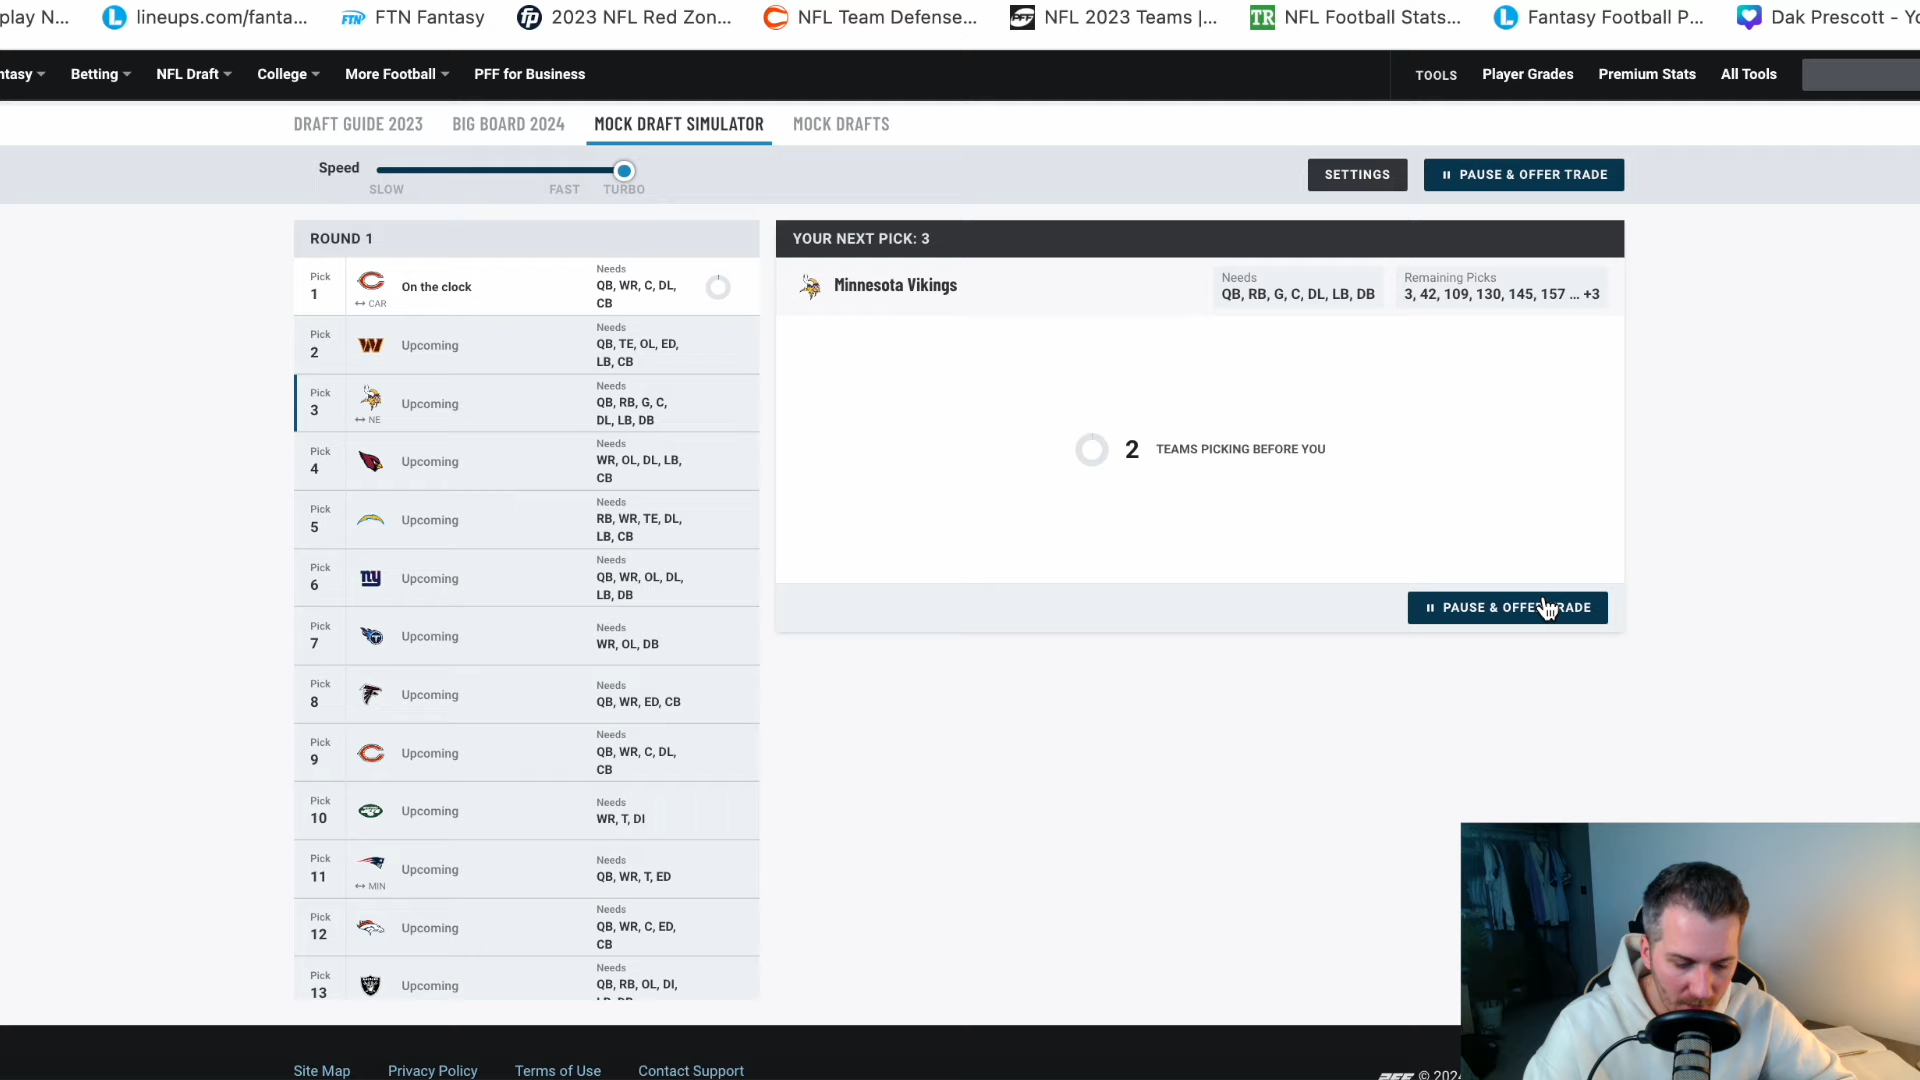 play N...
lineups.com/fanta...
FTN FTN Fantasy
fp 2023 NFL Red Zon...
NFL Team Defense...
PFF NFL 2023 Teams |...
TR NFL Football Stats...
Fantasy Football P...
Dak Prescott - Yo
ntasy
Betting
NFL Draft
College
More Football
PFF for Business
TOOLS
Player Grades
Premium Stats
All Tools
DRAFT GUIDE 2023
BIG BOARD 2024
MOCK DRAFT SIMULATOR
MOCK DRAFTS
Speed
SLOW
FAST
TURBO
SETTINGS
PAUSE & OFFER TRADE
ROUND 1
Pick
1
↔ CAR
On the clock
Needs
QB, WR, C, DL,
CB
Pick
2
W
Upcoming
Needs
QB, TE, OL, ED,
LB, CB
Pick
3
↔ NE
Upcoming
Needs
QB, RB, G, C,
DL, LB, DB
Pick
4
Upcoming
Needs
WR, OL, DL, LB,
CB
Pick
5
Upcoming
Needs
RB, WR, TE, DL,
LB, CB
Pick
6
ny
Upcoming
Needs
QB, WR, OL, DL,
LB, DB
Pick
7
Upcoming
Needs
WR, OL, DB
Pick
8
Upcoming
Needs
QB, WR, ED, CB
Pick
9
Upcoming
Needs
QB, WR, C, DL,
CB
Pick
10
Upcoming
Needs
WR, T, DI
Pick
11
↔ MIN
Upcoming
Needs
QB, WR, T, ED
Pick
12
Upcoming
Needs
QB, WR, C, ED,
CB
Pick
13
Upcoming
Needs
QB, RB, OL, DI,
LB, DB
YOUR NEXT PICK: 3
Minnesota Vikings
Needs
QB, RB, G, C, DL, LB, DB
Remaining Picks
3, 42, 109, 130, 145, 157 ... +3
2 TEAMS PICKING BEFORE YOU
PAUSE & OFFER TRADE
Site Map
Privacy Policy
Terms of Use
Contact Support
PFF © 2024